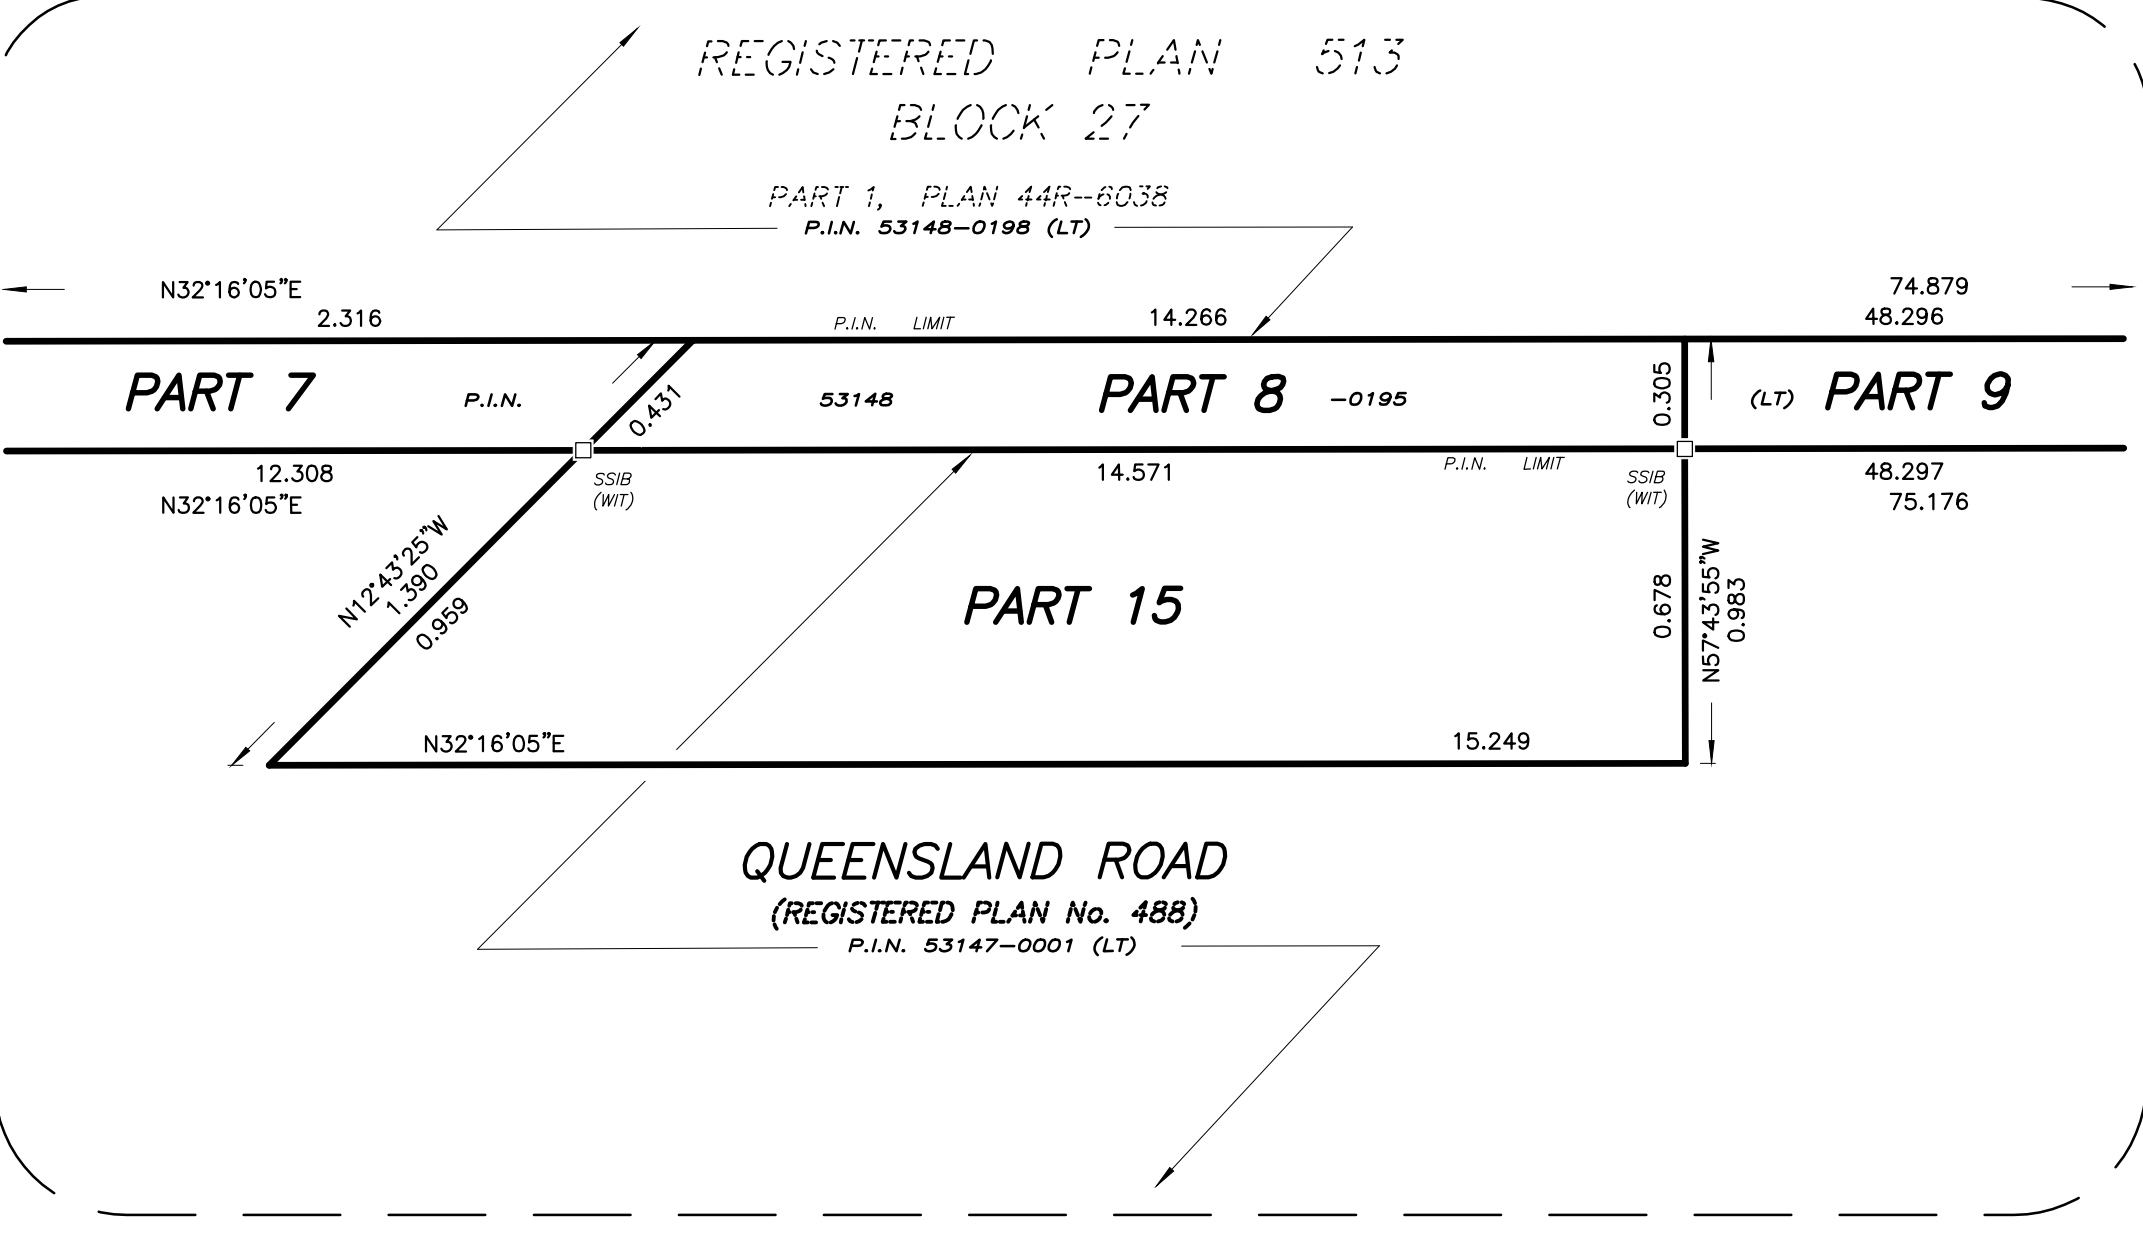 REGISTERED PLAN 513
BLOCK 27
PART 1, PLAN 44R--6038
P.I.N. 53148-0198 (LT)
N32°16'05"E
74.879
2.316
P.I.N. LIMIT
14.266
48.296
PART 7
P.I.N.
0.431
53148
PART 8
-0195
0.305
(LT)
PART 9
12.308
SSIB
(WIT)
14.571
P.I.N. LIMIT
SSIB
(WIT)
48.297
N32°16'05"E
75.176
N12°43'25"W
1.390
0.959
PART 15
0.678
N57°43'55"W
0.983
N32°16'05"E
15.249
QUEENSLAND ROAD
(REGISTERED PLAN No. 488)
P.I.N. 53147-0001 (LT)